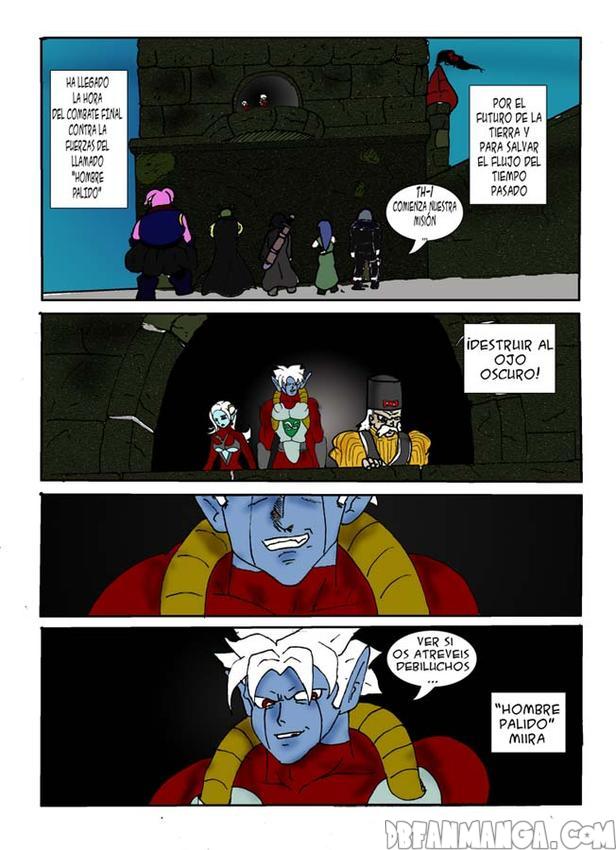 HA LLEGADO
LA HORA
DEL COMBATE FINAL
CONTRA LA
FUERZAS DEL
LLAMADO
"HOMBRE
PALIDO"
POR EL
FUTURO DE LA
TIERRA Y
PARA SALVAR
EL FLUJO DEL
TIEMPO
PASADO
TH-1
COMIENZA NUESTRA
MISIÓN
...
¡DESTRUIR AL
OJO
OSCURO!
VER SI
OS ATREVEIS
DEBILUCHOS
...
"HOMBRE
PALIDO"
MIIRA
DBFANMANGA.COM